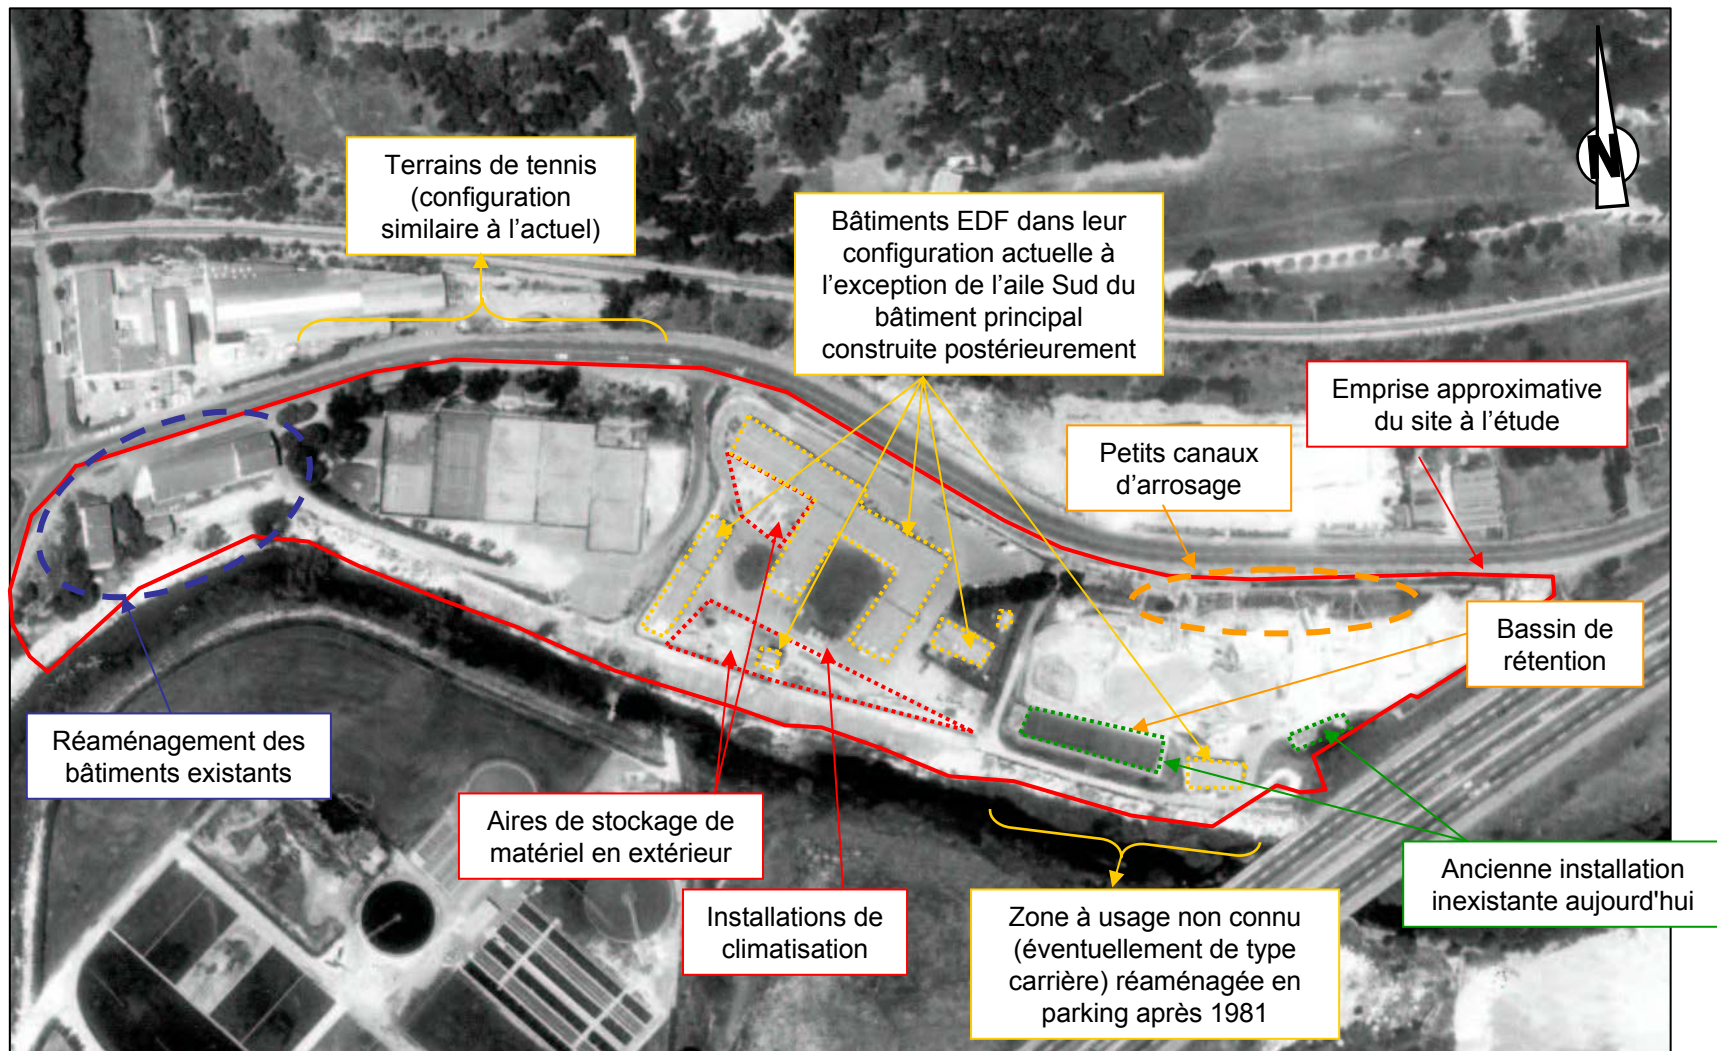 Terrains de tennis
(configuration
similaire à l'actuel)
Bâtiments EDF dans leur
configuration actuelle à
l'exception de l'aile Sud du
bâtiment principal
construite postérieurement
N
Emprise approximative
du site à l'étude
Petits canaux
d'arrosage
Bassin de
rétention
Réaménagement des
bâtiments existants
Aires de stockage de
matériel en extérieur
Installations de
climatisation
Zone à usage non connu
(éventuellement de type
carrière) réaménagée en
parking après 1981
Ancienne installation
inexistante aujourd'hui